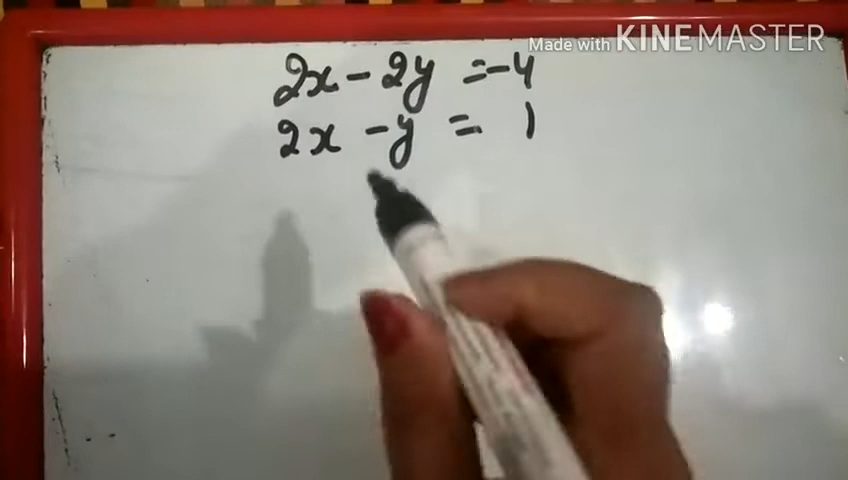 Made with KINEMASTER
2x - 2y = -4
2x - y = 1